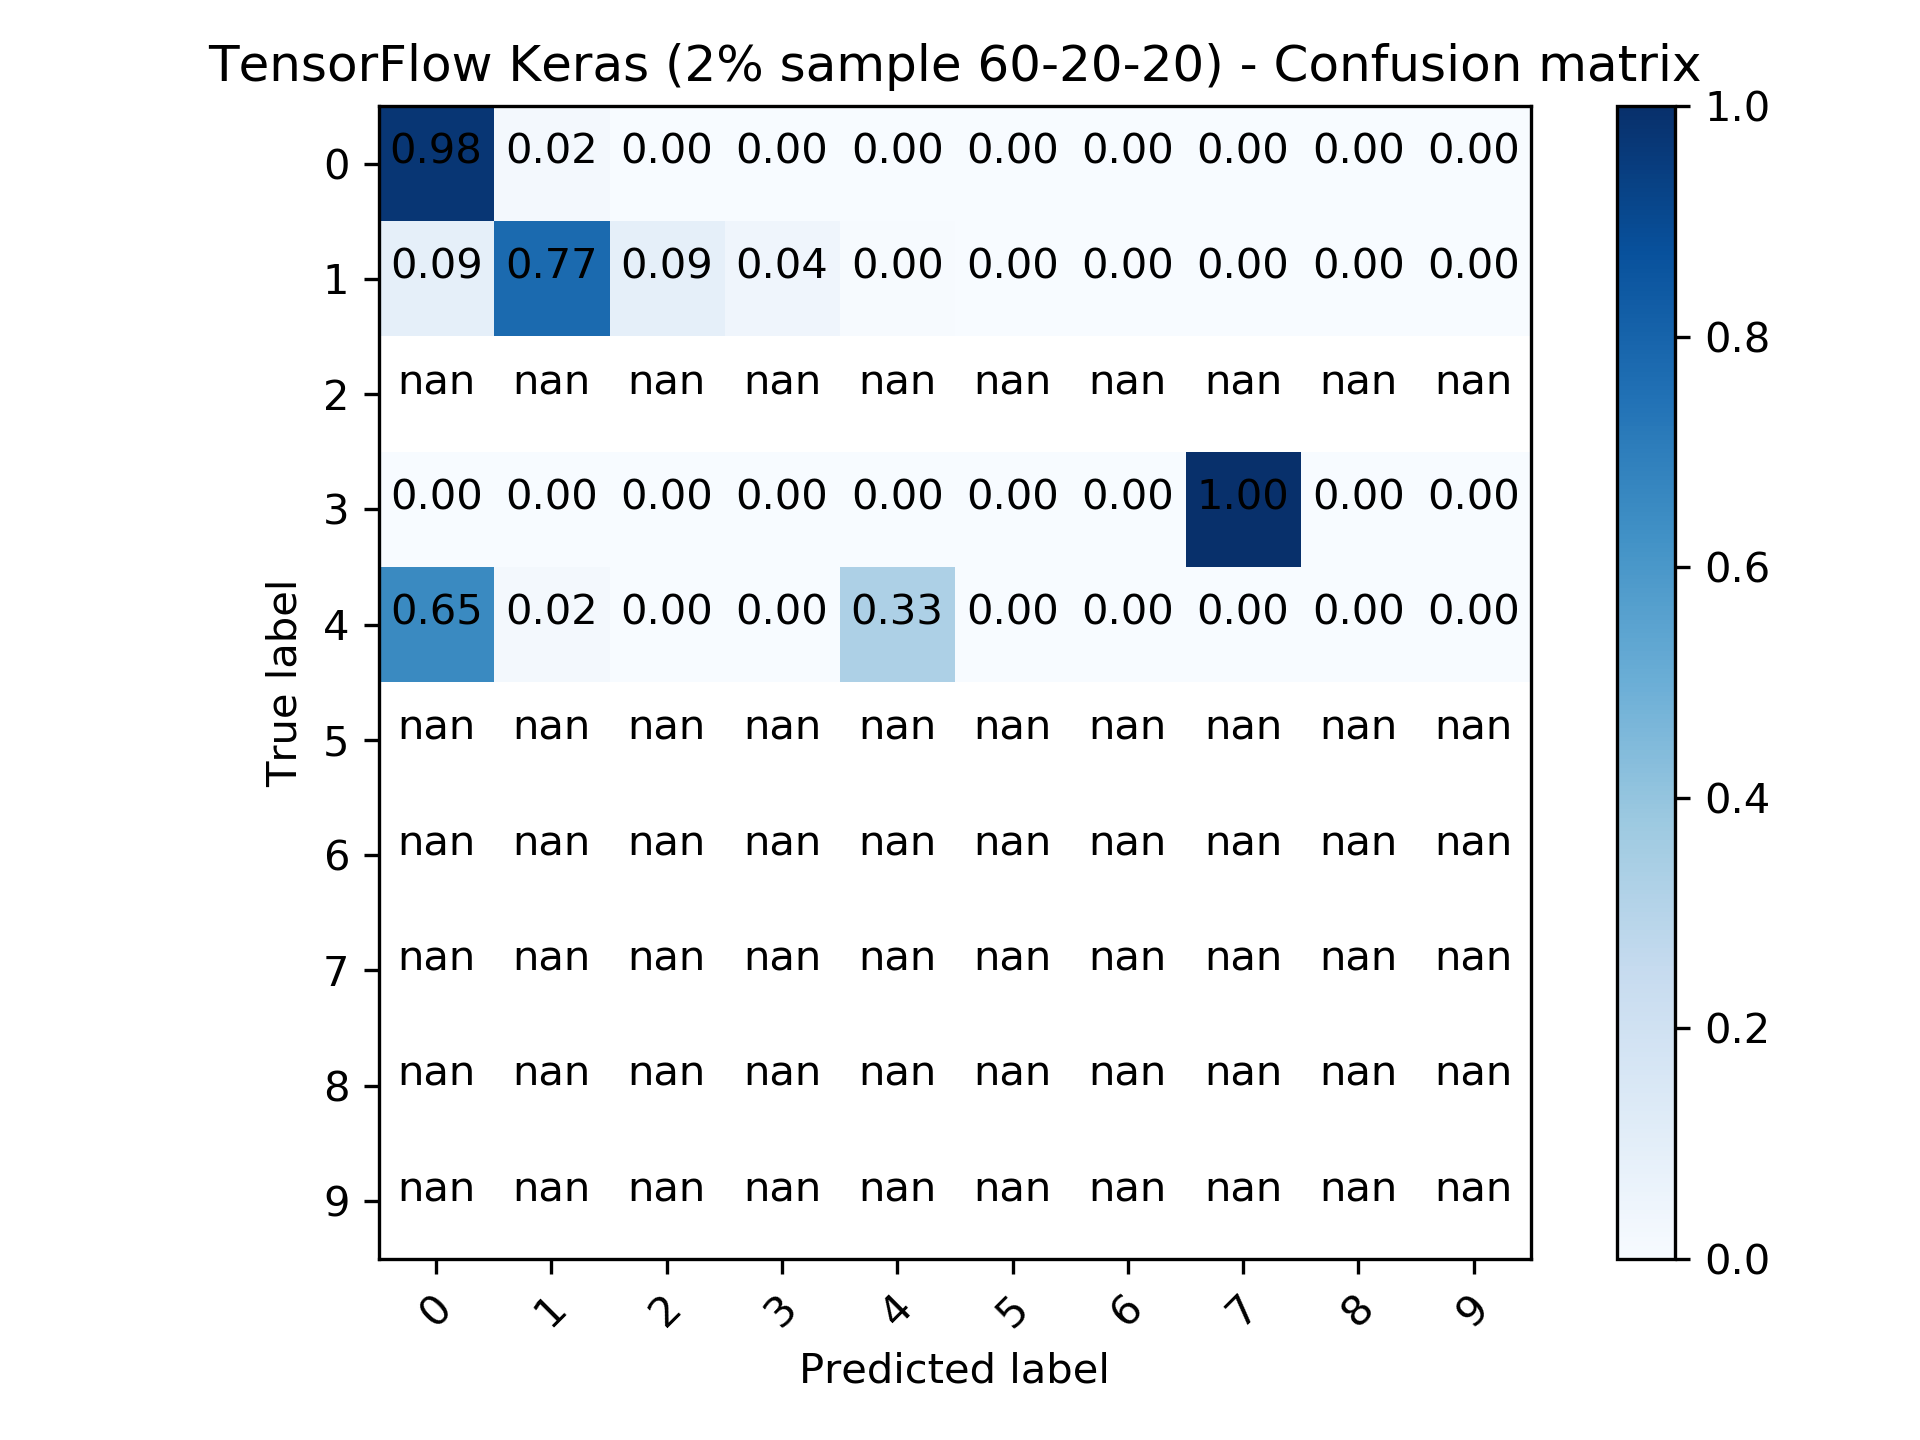 TensorFlow Keras (2% sample 60-20-20) - Confusion matrix
1.0
0 0.98 0.02 0.00 0.00 0.00 0.00 0.00 0.00 0.00 0.00
1 0.09 0.77 0.09 0.04 0.00 0.00 0.00 0.00 0.00 0.00
0.8
2 nan nan nan nan nan nan nan nan nan nan
3 0.00 0.00 0.00 0.00 0.00 0.00 0.00 1.00 0.00 0.00
0.6
4 0.65 0.02 0.00 0.00 0.33 0.00 0.00 0.00 0.00 0.00
True label
5 nan nan nan nan nan nan nan nan nan nan
0.4
6 nan nan nan nan nan nan nan nan nan nan
7 nan nan nan nan nan nan nan nan nan nan
0.2
8 nan nan nan nan nan nan nan nan nan nan
9 nan nan nan nan nan nan nan nan nan nan
0.0
0 1 2 3 4 5 6 7 8 9
Predicted label